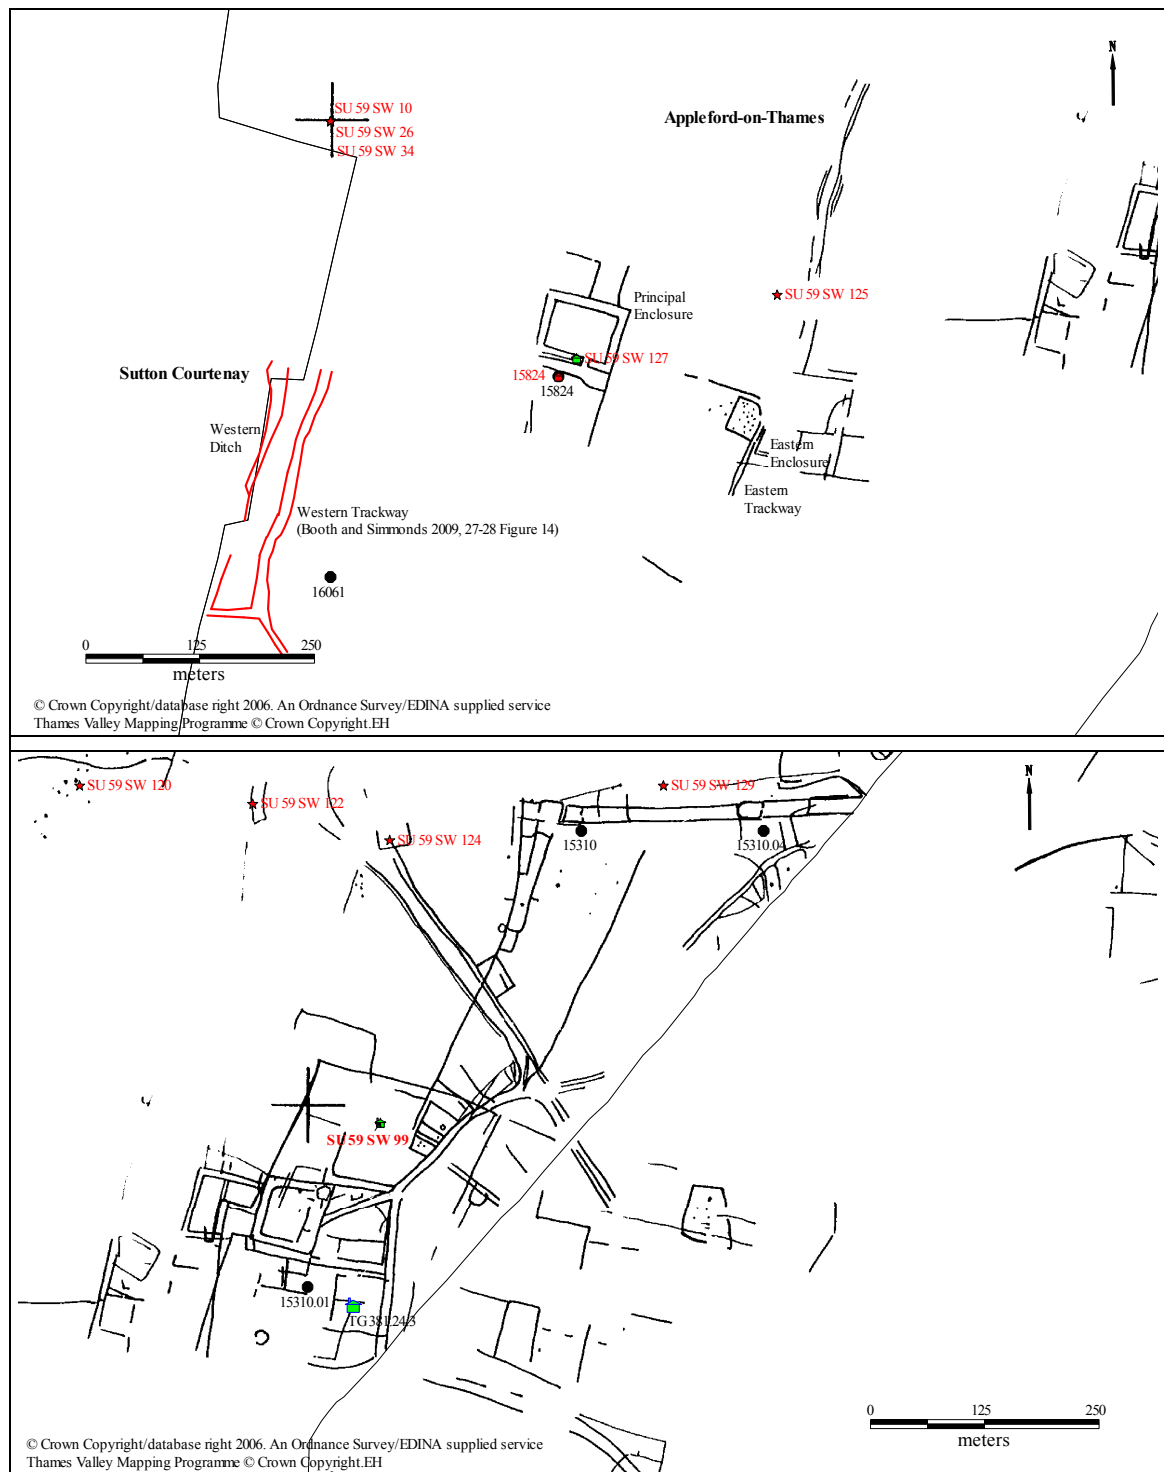 N
SU 59 SW 10
Appleford-on-Thames
SU 59 SW 26
SU 59 SW 34
SU 59 SW 125
Principal
Enclosure
SU 59 SW 127
Sutton Courtenay
15824
15824
Western
Ditch
Eastern
Enclosure
Eastern
Trackway
Western Trackway
(Booth and Simmonds 2009, 27-28 Figure 14)
16061
0 125 250
meters
© Crown Copyright/database right 2006. An Ordnance Survey/EDINA supplied service
Thames Valley Mapping Programme © Crown Copyright.EH
N
SU 59 SW 120
SU 59 SW 129
SU 59 SW 122
SU 59 SW 124
15310
15310.04
SU 59 SW 99
15310.01
TG 381.24.3
0 125 250
meters
© Crown Copyright/database right 2006. An Ordnance Survey/EDINA supplied service
Thames Valley Mapping Programme © Crown Copyright.EH